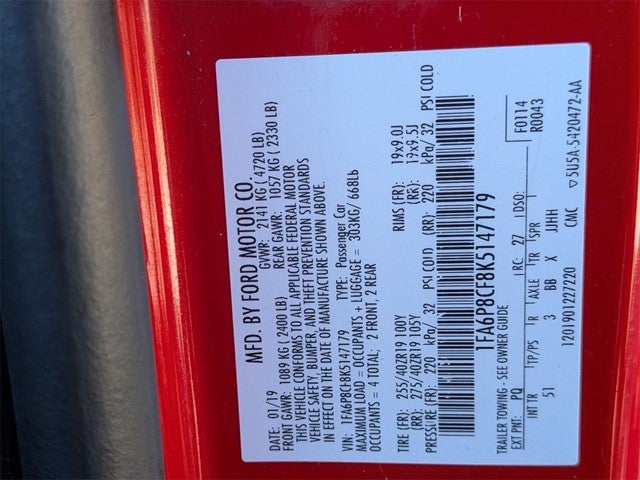 MFD. BY FORD MOTOR CO.
DATE: 01/19 GVWR: 2141 KG ( 4720 LB)
FRONT GAWR: 1089 KG ( 2400 LB) REAR GAWR: 1057 KG ( 2330 LB)
THIS VEHICLE CONFORMS TO ALL APPLICABLE FEDERAL MOTOR
VEHICLE SAFETY, BUMPER, AND THEFT PREVENTION STANDARDS
IN EFFECT ON THE DATE OF MANUFACTURE SHOWN ABOVE.
VIN: 1FA6P8CF8K5147179 TYPE: Passenger Car
MAXIMUM LOAD = OCCUPANTS + LUGGAGE = 303KG/ 668Lb
OCCUPANTS = 4 TOTAL; 2 FRONT, 2 REAR
TIRE (FR): 255/40ZR19 100Y RIMS (FR): 19x9.0J
(RR): 275/40ZR19 105Y (RR): 19x9.5J
PRESSURE (FR): 220 kPa/ 32 PSI COLD (RR): 220 kPa/ 32 PSI COLD
1FA6P8CF8K5147179
TRAILER TOWING - SEE OWNER GUIDE
EXT PNT: PQ RC: 27 DSO: F0114
R0043
INT TR TP/PS R AXLE TR SPR
51 3 BB X JJHH
1201901227220 CMC ▽5U5A-5420472-AA